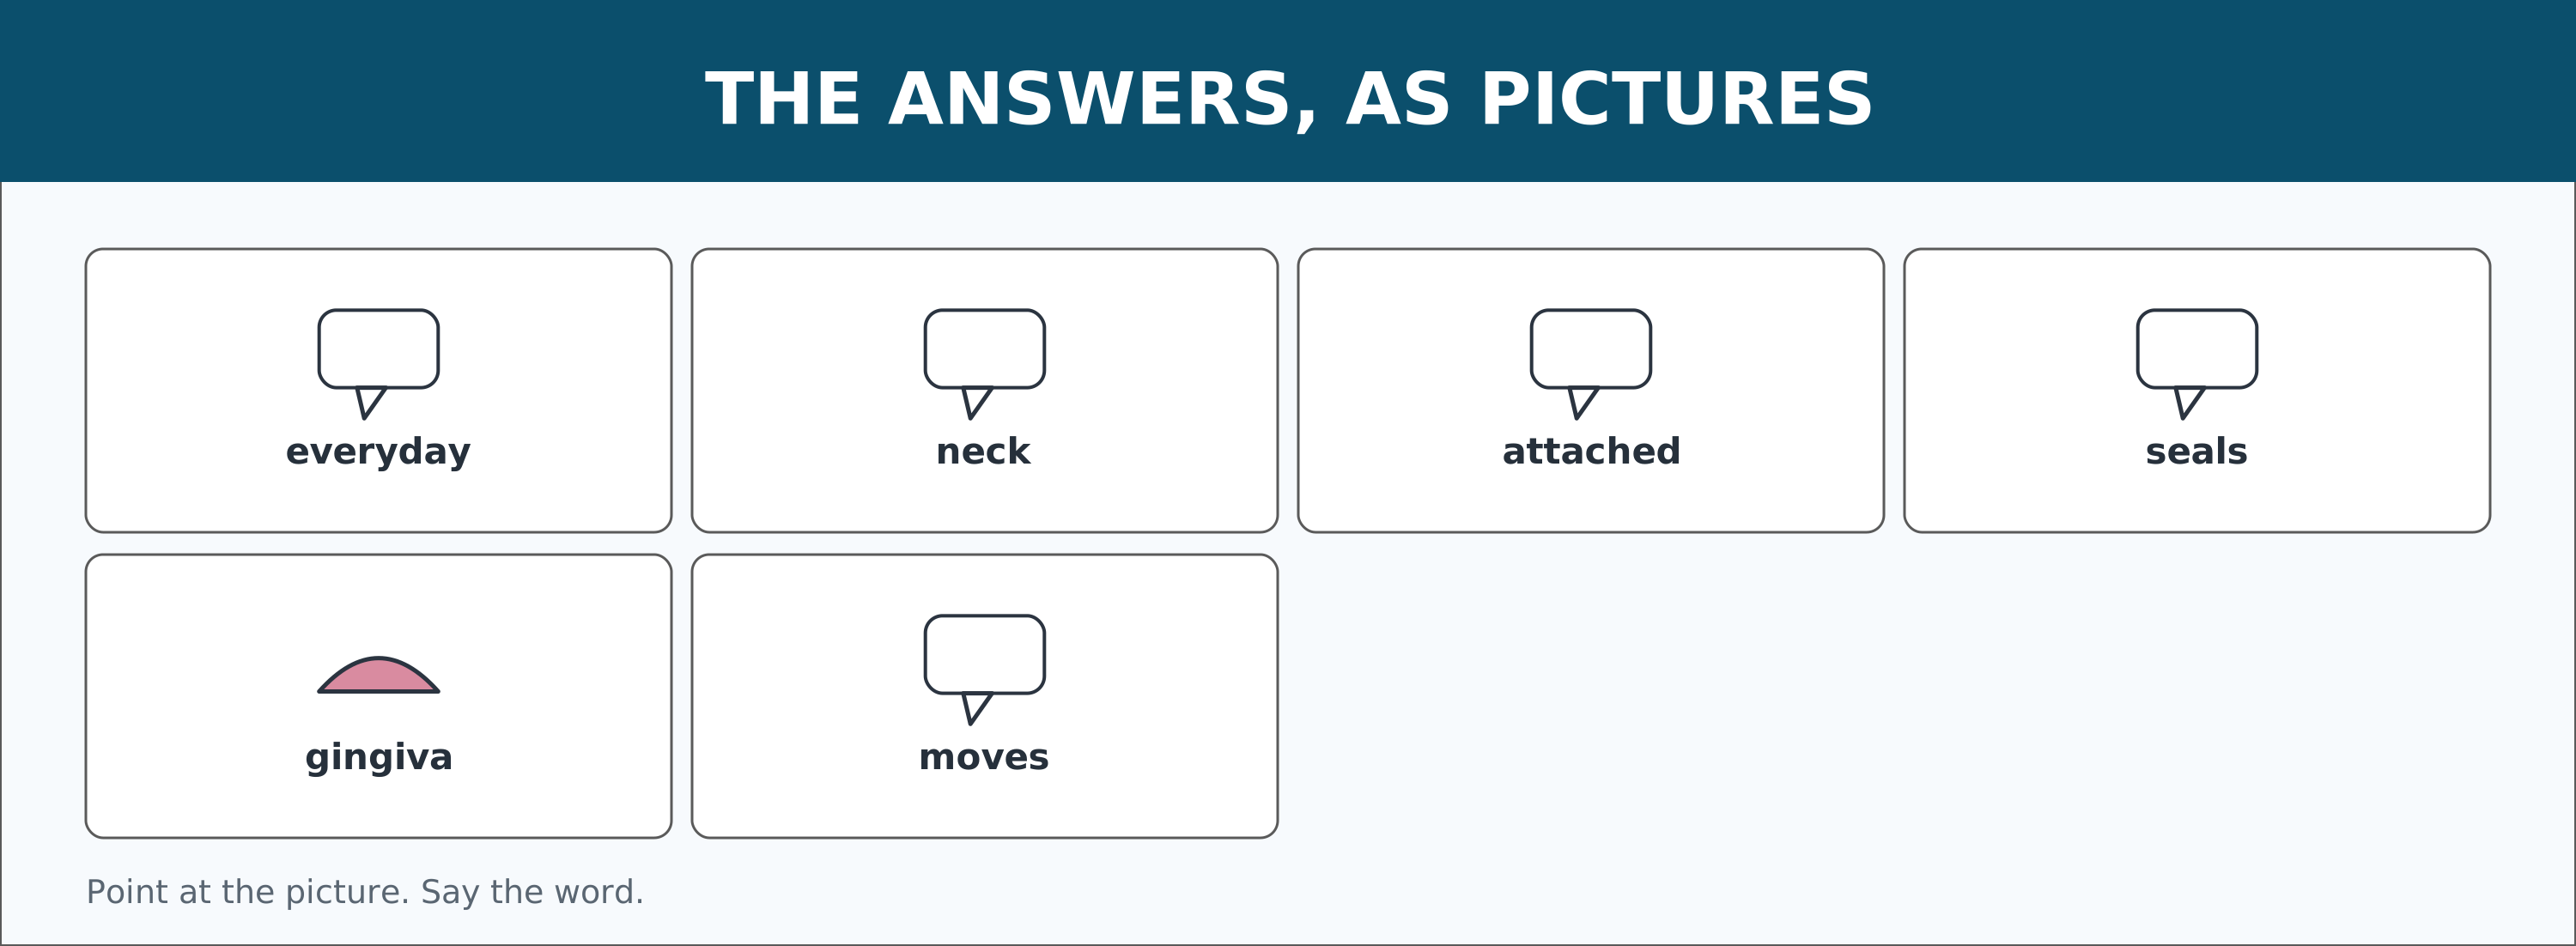 THE ANSWERS, AS PICTURES
everyday
neck
attached
seals
gingiva
moves
Point at the picture. Say the word.